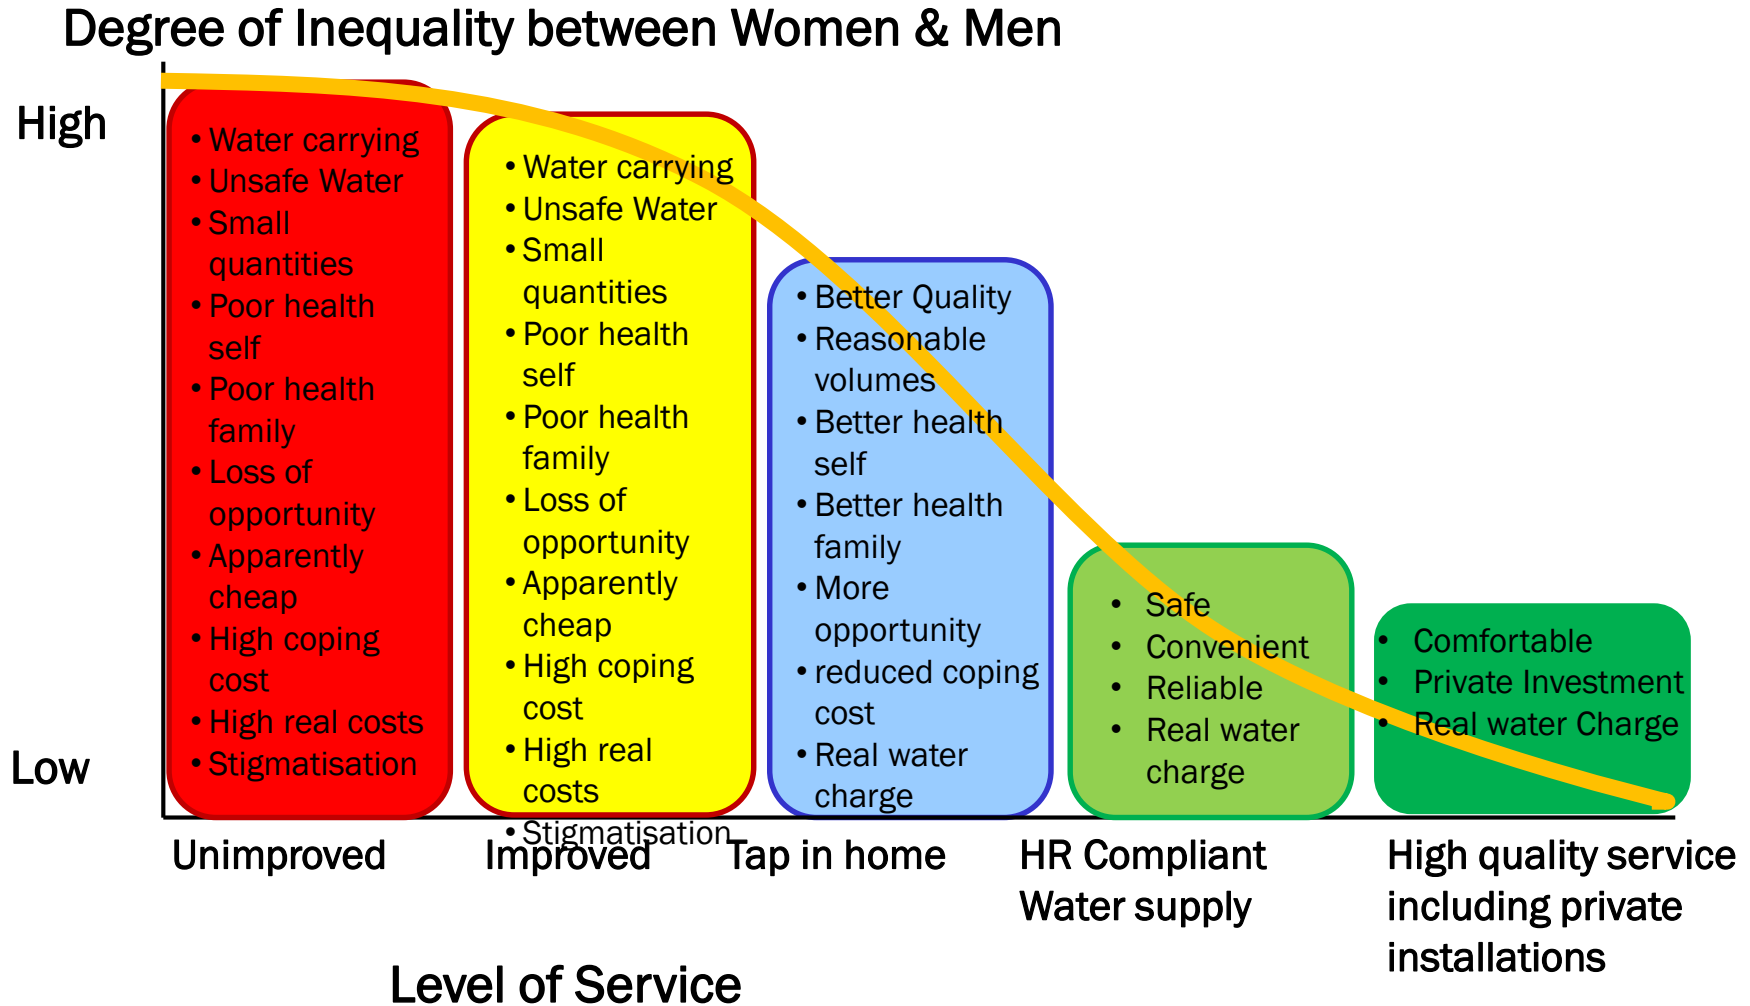 Degree of Inequality between Women & Men
High
Low
• Water carrying
• Unsafe Water
• Small
quantities
• Poor health
self
• Poor health
family
• Loss of
opportunity
• Apparently
cheap
• High coping
cost
• High real costs
• Stigmatisation
• Water carrying
• Unsafe Water
• Small
quantities
• Poor health
self
• Poor health
family
• Loss of
opportunity
• Apparently
cheap
• High coping
cost
• High real
costs
• Stigmatisation
• Better Quality
• Reasonable
volumes
• Better health
self
• Better health
family
• More
opportunity
• reduced coping
cost
• Real water
charge
• Safe
• Convenient
• Reliable
• Real water
charge
• Comfortable
• Private Investment
• Real water Charge
Unimproved
Improved
Tap in home
HR Compliant
Water supply
High quality service
including private
installations
Level of Service